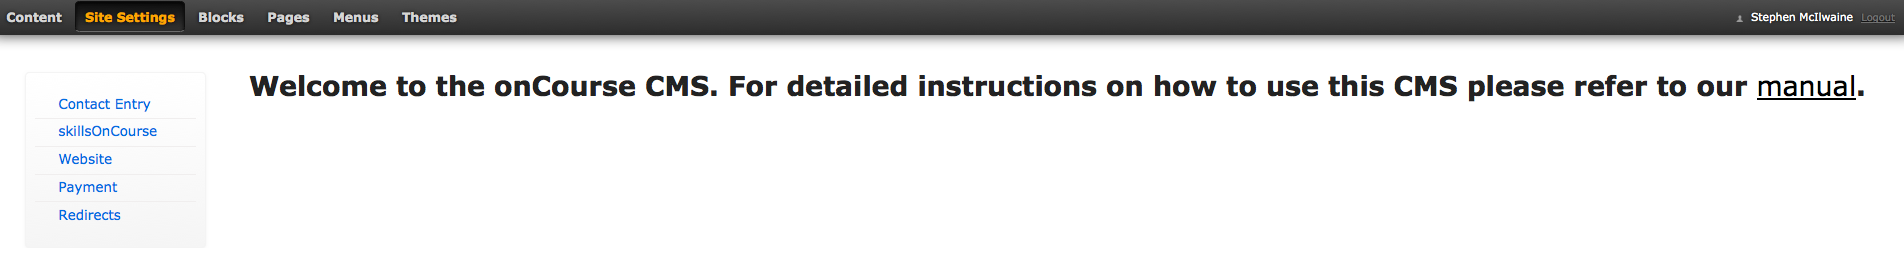 Content Site Settings Blocks Pages Menus Themes Stephen McIlwaine Logout
Welcome to the onCourse CMS. For detailed instructions on how to use this CMS please refer to our manual.
Contact Entry
skillsOnCourse
Website
Payment
Redirects